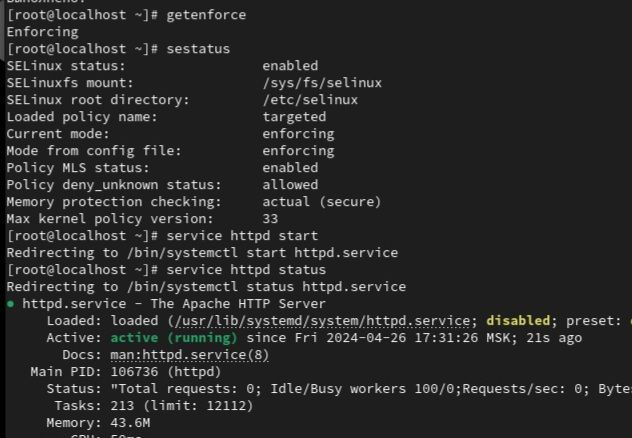 [root@localhost ~]# getenforce
Enforcing
[root@localhost ~]# sestatus
SELinux status:                 enabled
SELinuxfs mount:                /sys/fs/selinux
SELinux root directory:         /etc/selinux
Loaded policy name:             targeted
Current mode:                   enforcing
Mode from config file:          enforcing
Policy MLS status:              enabled
Policy deny_unknown status:     allowed
Memory protection checking:     actual (secure)
Max kernel policy version:      33
[root@localhost ~]# service httpd start
Redirecting to /bin/systemctl start httpd.service
[root@localhost ~]# service httpd status
Redirecting to /bin/systemctl status httpd.service
● httpd.service - The Apache HTTP Server
     Loaded: loaded (/usr/lib/systemd/system/httpd.service; disabled; preset:
     Active: active (running) since Fri 2024-04-26 17:31:26 MSK; 21s ago
       Docs: man:httpd.service(8)
   Main PID: 106736 (httpd)
     Status: "Total requests: 0; Idle/Busy workers 100/0;Requests/sec: 0; Byte
      Tasks: 213 (limit: 12112)
     Memory: 43.6M